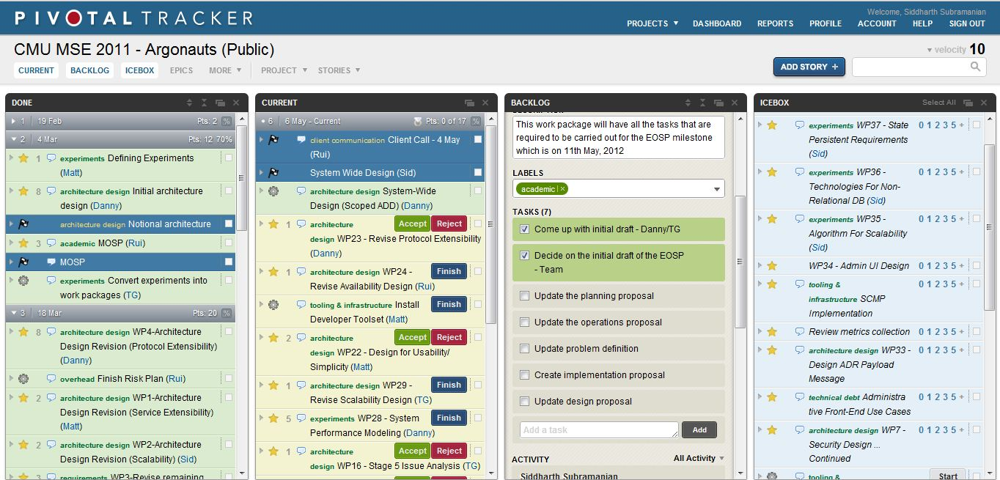 PIVOTAL TRACKER
Welcome, Siddharth Subramanian
PROJECTS ▼ DASHBOARD REPORTS PROFILE ACCOUNT HELP SIGN OUT
CMU MSE 2011 - Argonauts (Public)
▼ velocity 10
CURRENT BACKLOG ICEBOX EPICS MORE ▼ PROJECT ▼ STORIES ▼
ADD STORY +
DONE
1 19 Feb Pts: 2 %
2 4 Mar Pts: 12 70%
1 experiments Defining Experiments
(Matt)
8 architecture design Initial architecture
design (Danny)
architecture design Notional architecture
3 academic MOSP (Rui)
MOSP
experiments Convert experiments into
work packages (TG)
3 18 Mar Pts: 20 %
8 architecture design WP4-Architecture
Design Revision (Protocol Extensibility)
(Danny)
overhead Finish Risk Plan (Rui)
2 architecture design WP1-Architecture
Design Revision (Service Extensibility)
(Matt)
2 architecture design WP2-Architecture
Design Revision (Scalability) (Sid)
3 requirements WP3-Revise remaining
CURRENT
6 6 May - Current Pts: 0 of 17 %
client communication Client Call - 4 May
(Rui)
System Wide Design (Sid)
architecture design System-Wide
Design (Scoped ADD) (Danny)
1 architecture Accept Reject
design WP23 - Revise Protocol Extensibility
(Danny)
1 architecture design WP24 - Finish
Revise Availability Design (Rui)
tooling & infrastructure Install Finish
Developer Toolset (Matt)
2 architecture Accept Reject
design WP22 - Design for Usability/
Simplicity (Matt)
1 architecture design WP29 - Finish
Revise Scalability Design (TG)
5 experiments WP28 - System Finish
Performance Modeling (Danny)
1 architecture Accept Reject
design WP16 - Stage 5 Issue Analysis (TG)
BACKLOG
This work package will have all the tasks that are
required to be carried out for the EOSP milestone
which is on 11th May, 2012
LABELS
academic x
TASKS (7)
Come up with initial draft - Danny/TG
Decide on the initial draft of the EOSP
- Team
Update the planning proposal
Update the operations proposal
Update problem definition
Create implementation proposal
Update design proposal
Add a task Add
ACTIVITY All Activity ▼
Siddharth Subramanian
ICEBOX Select All
experiments WP37 - State 0 1 2 3 5 +
Persistent Requirements
(Sid)
experiments WP36 - 0 1 2 3 5 +
Technologies For Non-
Relational DB (Sid)
experiments WP35 - 0 1 2 3 5 +
Algorithm For Scalability
(Sid)
WP34 - Admin UI Design 0 1 2 3 5 +
tooling & 0 1 2 3 5 +
infrastructure SCMP
Implementation
Review metrics collection 0 1 2 3 5 +
architecture design WP33 - 0 1 2 3 5 +
Design ADR Payload
Message
technical debt Administra 0 1 2 3 5 +
tive Front-End Use Cases
architecture design WP7 - 0 1 2 3 5 +
Security Design ...
Continued
tooling & Start